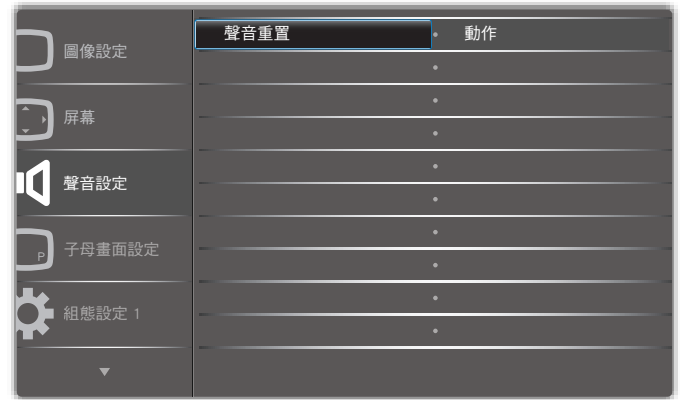 聲音重置 • 動作
圖像設定
屏幕
聲音設定
P
子母畫面設定
組態設定 1